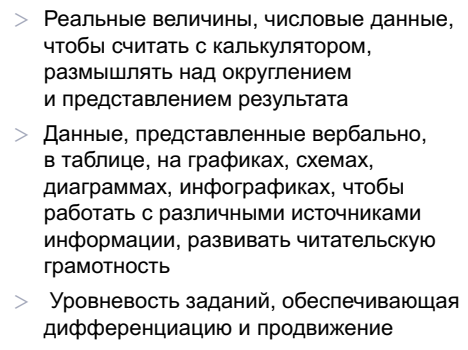 > Реальные величины, числовые данные,
чтобы считать с калькулятором,
размышлять над округлением
и представлением результата
> Данные, представленные вербально,
в таблице, на графиках, схемах,
диаграммах, инфографиках, чтобы
работать с различными источниками
информации, развивать читательскую
грамотность
> Уровневость заданий, обеспечивающая
дифференциацию и продвижение